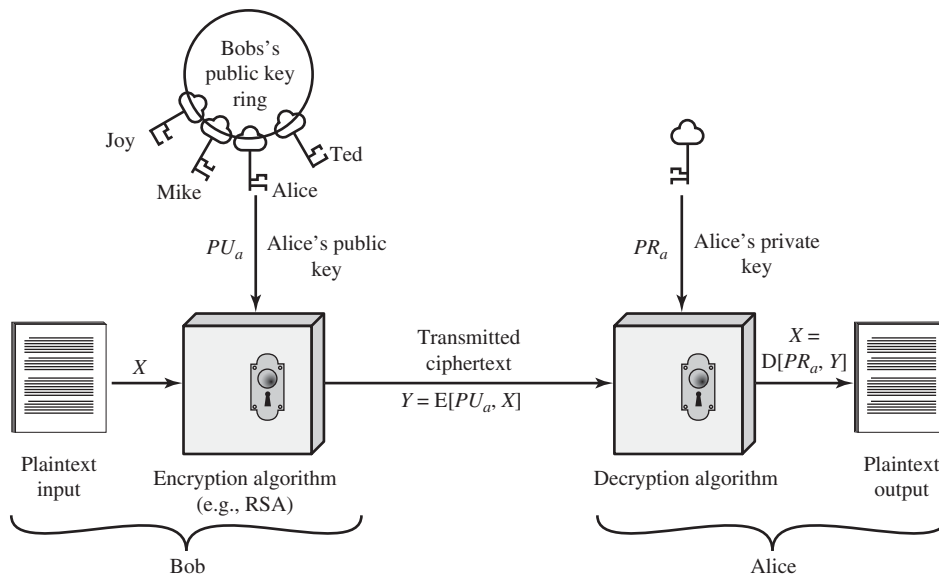 Bobs's
public key
ring
Joy
Mike
Alice
Ted
PUa
Alice's public
key
PRa
Alice's private
key
X
Transmitted
ciphertext
Y = E[PUa, X]
X =
D[PRa, Y]
Plaintext
input
Encryption algorithm
(e.g., RSA)
Decryption algorithm
Plaintext
output
Bob
Alice